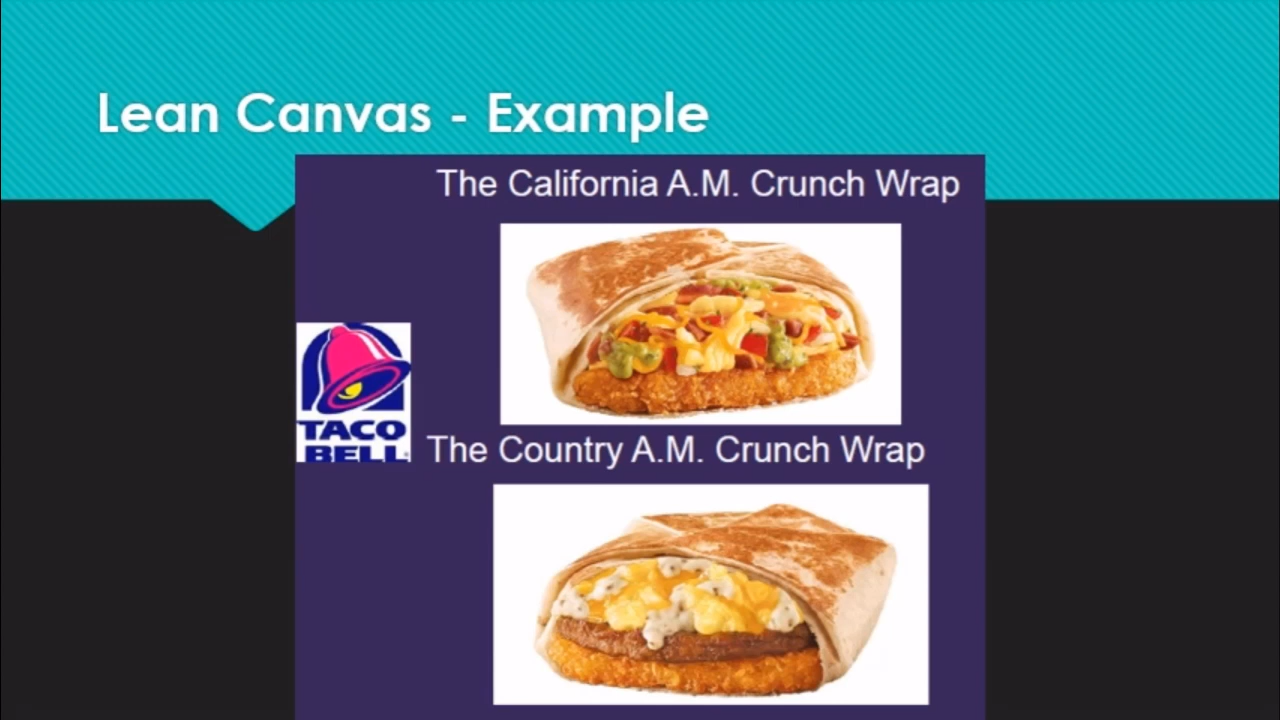 Lean Canvas - Example
The California A.M. Crunch Wrap
TACO
BELL
The Country A.M. Crunch Wrap